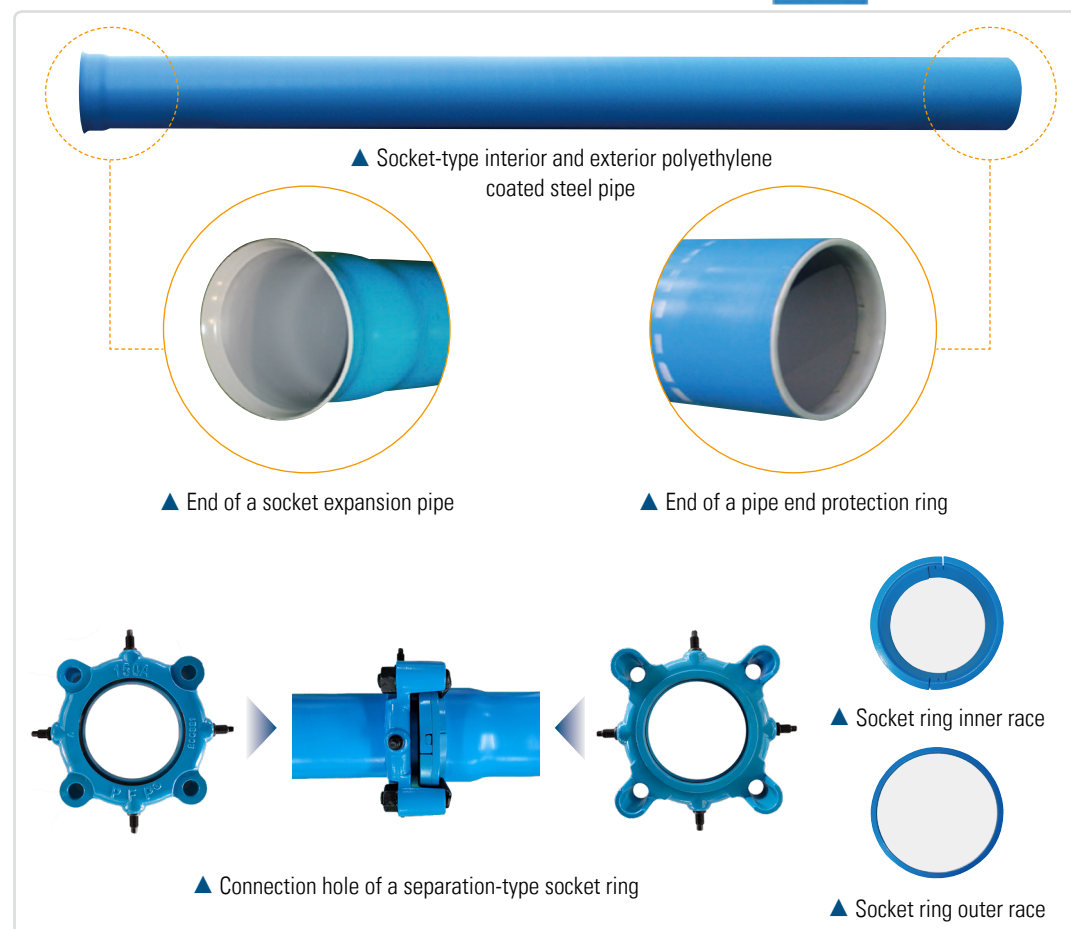 ▲ Socket-type interior and exterior polyethylene
coated steel pipe
▲ End of a socket expansion pipe
▲ End of a pipe end protection ring
150A
▲ Socket ring inner race
▲ Connection hole of a separation-type socket ring
▲ Socket ring outer race